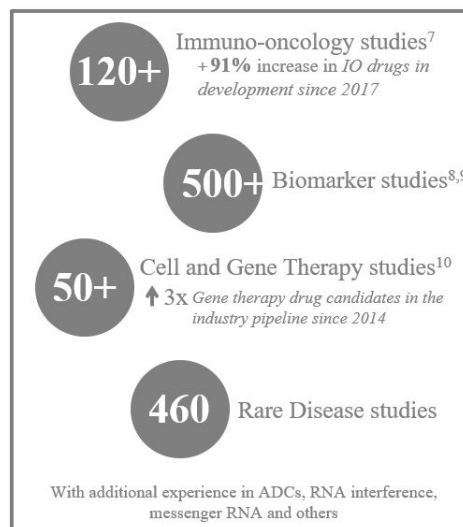 120+
Immuno-oncology studies⁷
+ 91% increase in IO drugs in
development since 2017
500+
Biomarker studies⁸,⁹
50+
Cell and Gene Therapy studies¹⁰
↑ 3x Gene therapy drug candidates in the
industry pipeline since 2014
460
Rare Disease studies
With additional experience in ADCs, RNA interference,
messenger RNA and others